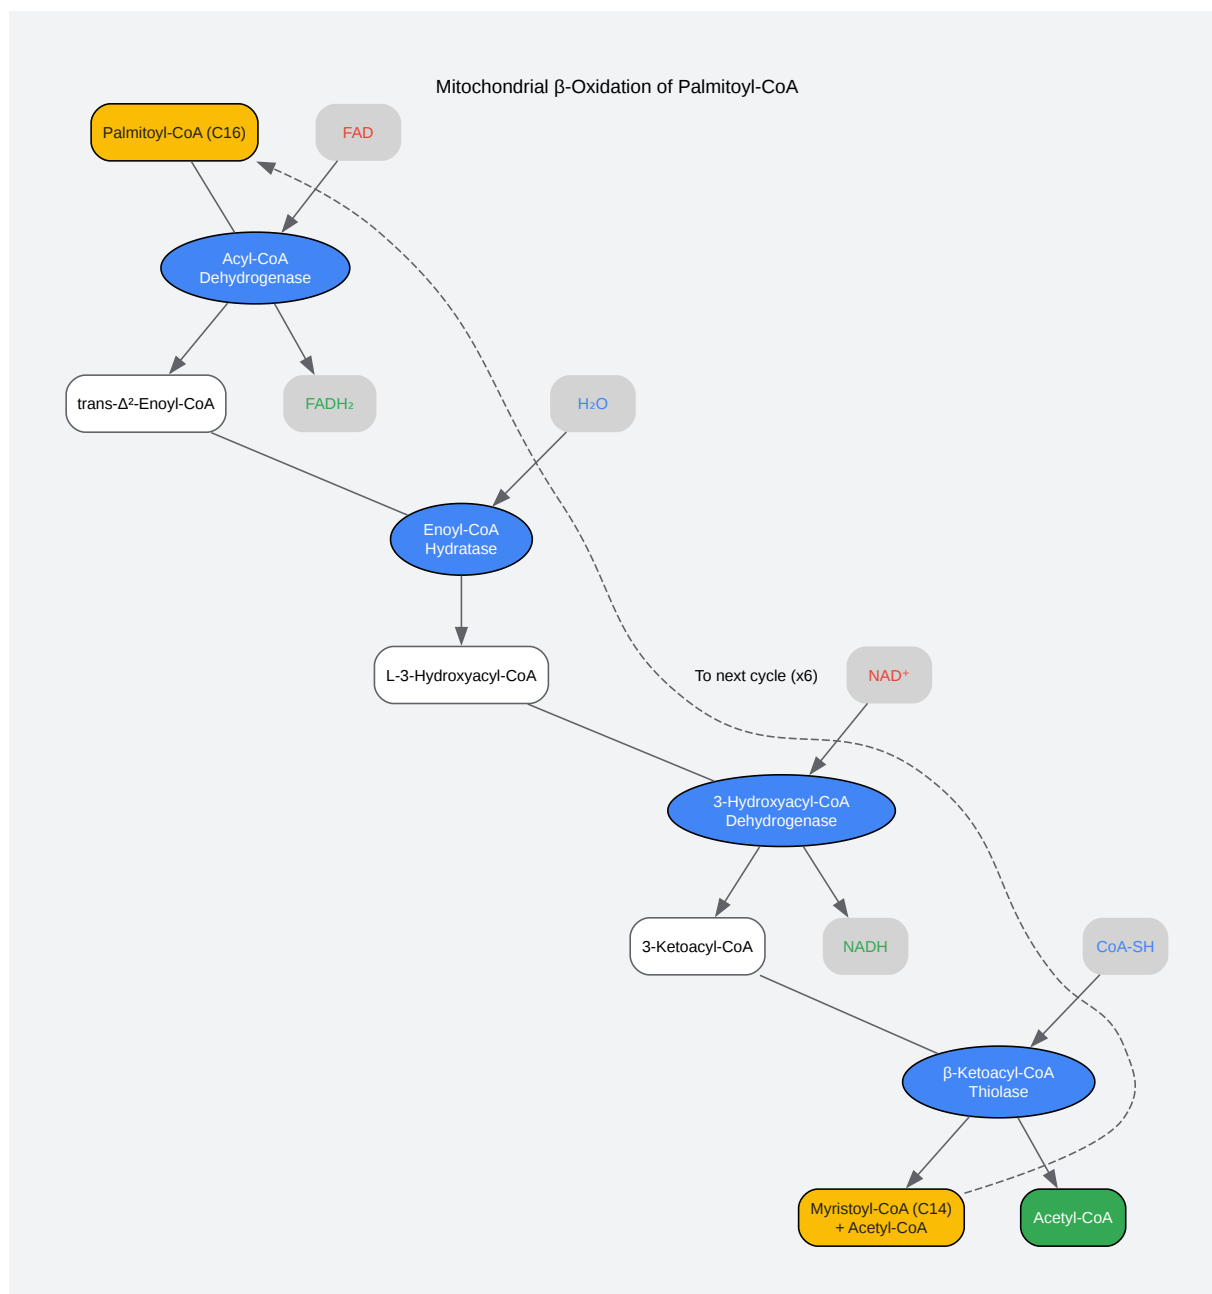 Mitochondrial β-Oxidation of Palmitoyl-CoA
Palmitoyl-CoA (C16)
FAD
Acyl-CoA
Dehydrogenase
trans-Δ²-Enoyl-CoA
FADH₂
H₂O
Enoyl-CoA
Hydratase
L-3-Hydroxyacyl-CoA
To next cycle (x6)
NAD⁺
3-Hydroxyacyl-CoA
Dehydrogenase
3-Ketoacyl-CoA
NADH
CoA-SH
β-Ketoacyl-CoA
Thiolase
Myristoyl-CoA (C14)
+ Acetyl-CoA
Acetyl-CoA